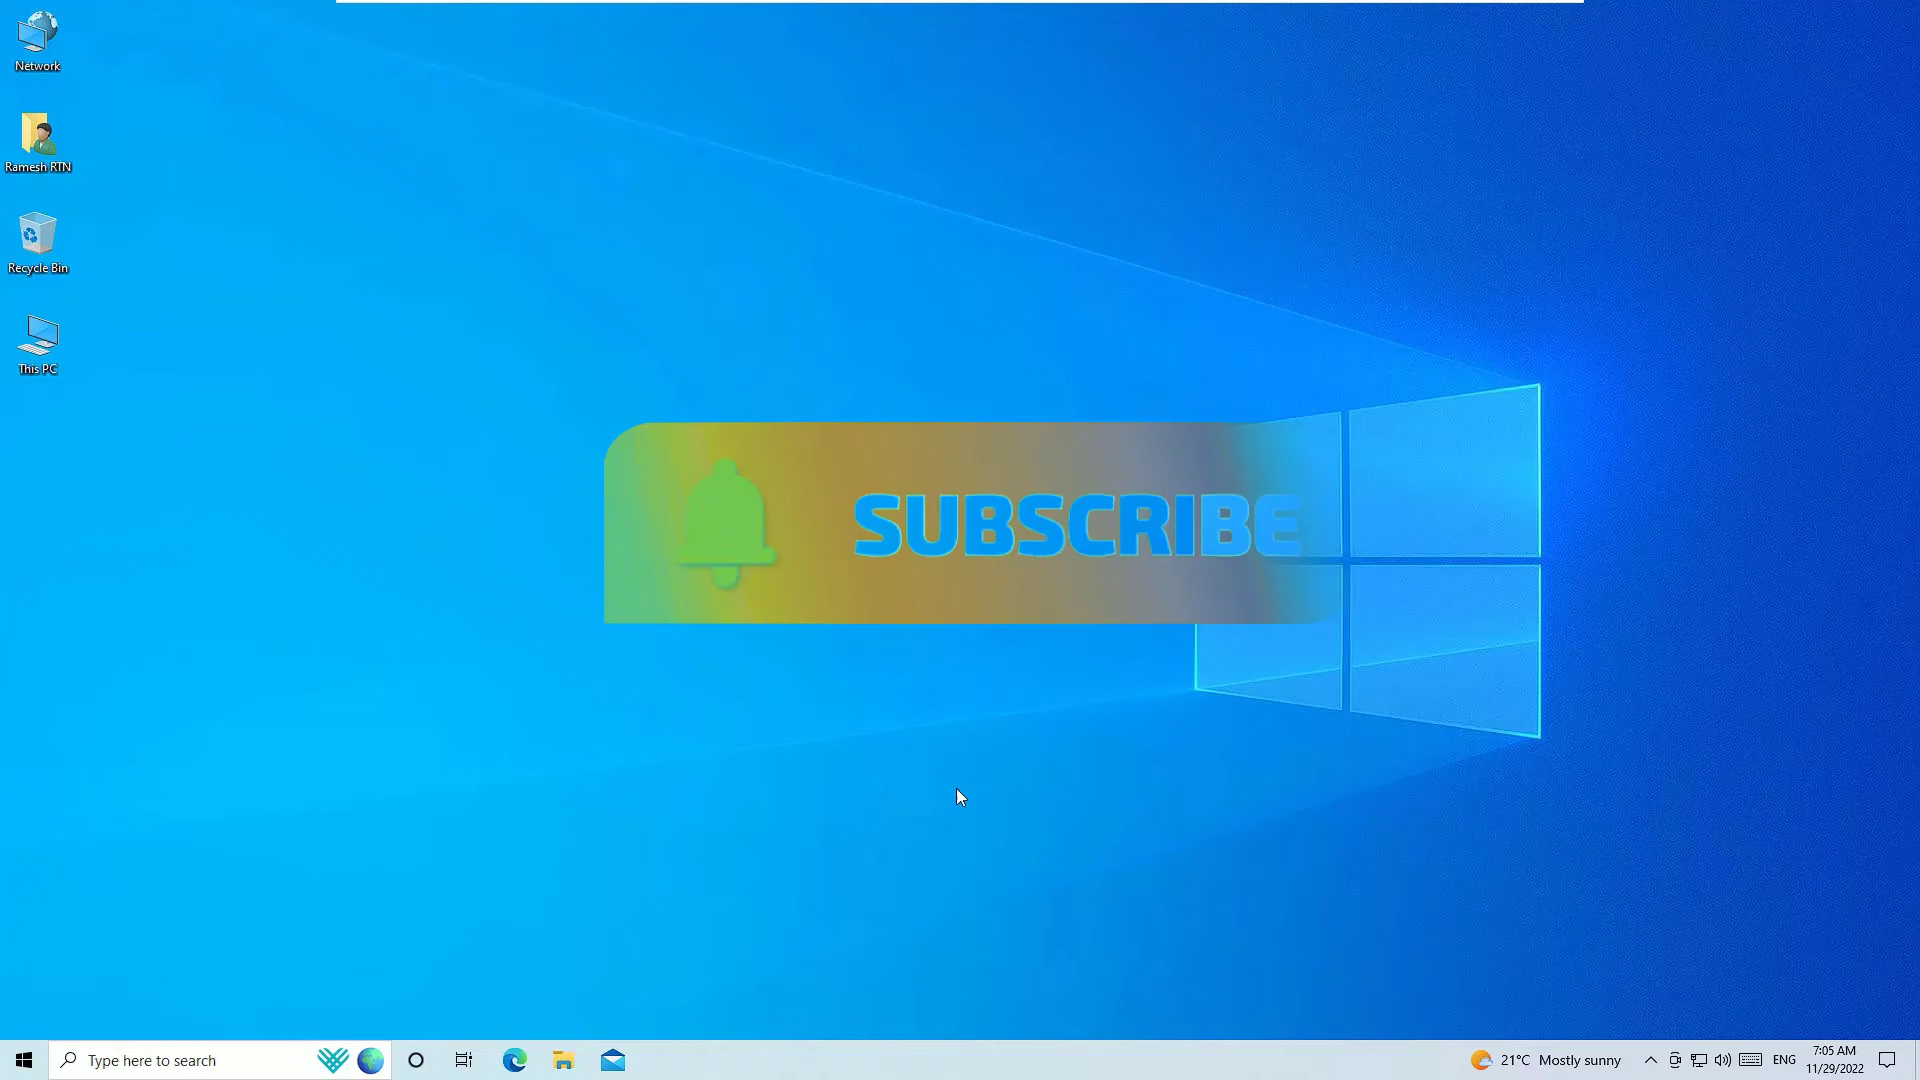 Network
Ramesh RTN
Recycle Bin
This PC
SUBSCRIBE
Type here to search
21°C Mostly sunny
ENG
7:05 AM
11/29/2022